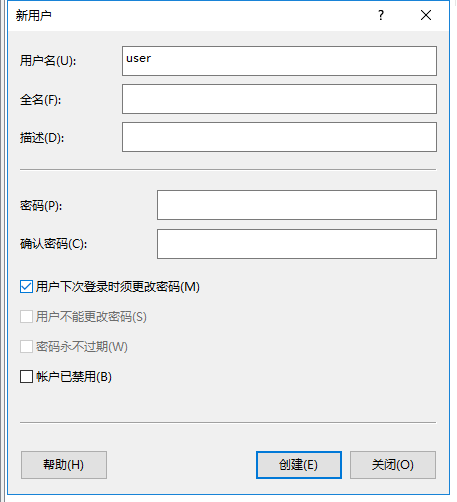 新用户
?
用户名(U):
user
全名(F):
描述(D):
密码(P):
确认密码(C):
用户下次登录时须更改密码(M)
用户不能更改密码(S)
密码永不过期(W)
帐户已禁用(B)
帮助(H) 创建(E) 关闭(O)